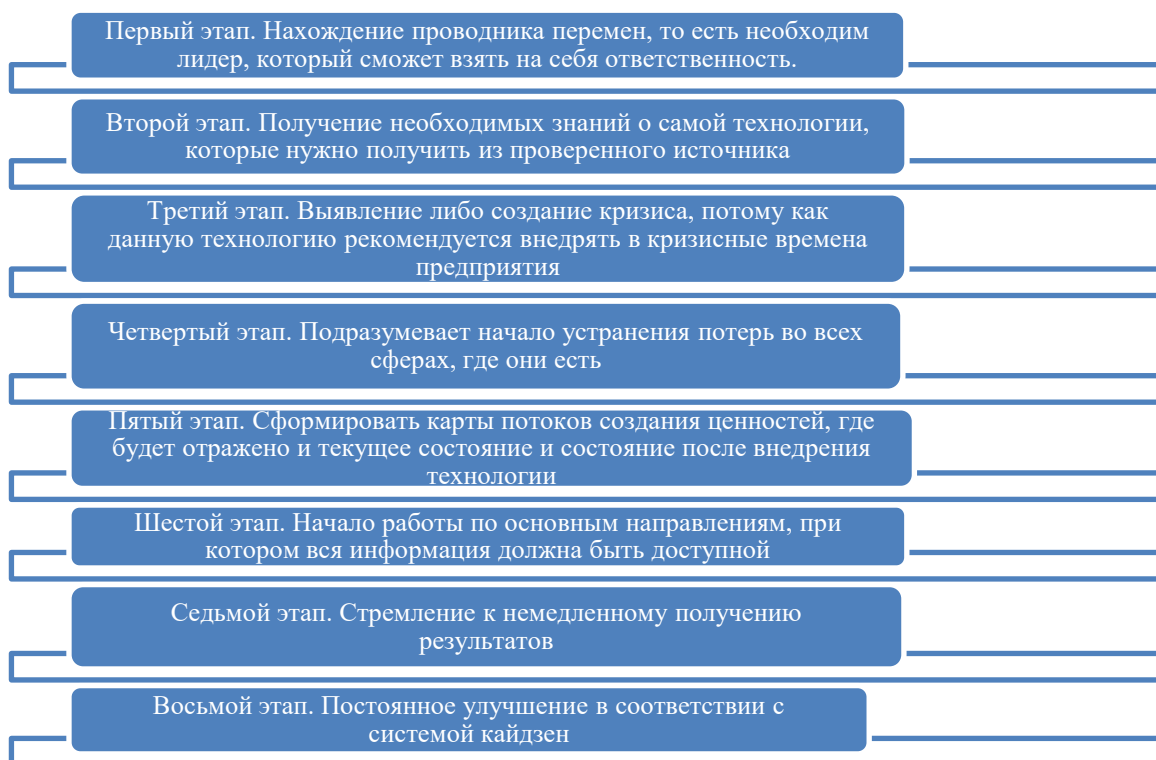 Первый этап. Нахождение проводника перемен, то есть необходим
лидер, который сможет взять на себя ответственность.
Второй этап. Получение необходимых знаний о самой технологии,
которые нужно получить из проверенного источника
Третий этап. Выявление либо создание кризиса, потому как
данную технологию рекомендуется внедрять в кризисные времена
предприятия
Четвертый этап. Подразумевает начало устранения потерь во всех
сферах, где они есть
Пятый этап. Сформировать карты потоков создания ценностей, где
будет отражено и текущее состояние и состояние после внедрения
технологии
Шестой этап. Начало работы по основным направлениям, при
котором вся информация должна быть доступной
Седьмой этап. Стремление к немедленному получению
результатов
Восьмой этап. Постоянное улучшение в соответствии с
системой кайдзен